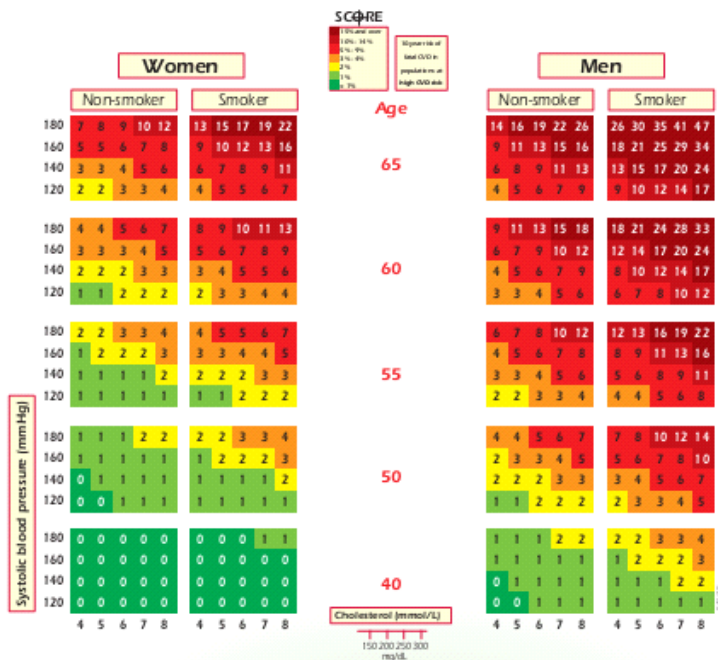 SCORE
15% and over
10% - 14%
5% - 9%
3% - 4%
2%
1%
< 1%
10-year risk of
fatal CVD in
populations at
high CVD risk
Women
Men
Non-smoker Smoker
Age
Non-smoker Smoker
180 7 8 9 10 12 13 15 17 19 22 14 16 19 22 26 26 30 35 41 47
160 5 5 6 7 8 9 10 12 13 16 9 11 13 15 16 18 21 25 29 34
65
140 3 3 4 5 6 6 7 8 9 11 6 8 9 11 13 13 15 17 20 24
120 2 2 3 3 4 4 5 5 6 7 4 5 6 7 9 9 10 12 14 17
180 4 4 5 6 7 8 9 10 11 13 9 11 13 15 18 18 21 24 28 33
160 3 3 3 4 5 5 6 7 8 9 6 7 9 10 12 12 14 17 20 24
60
140 2 2 2 3 3 3 4 5 5 6 4 5 6 7 9 8 10 12 14 17
120 1 1 2 2 2 2 3 3 4 4 3 3 4 5 6 6 7 8 10 12
180 2 2 3 3 4 4 5 5 6 7 6 7 8 10 12 12 13 16 19 22
160 1 2 2 2 3 3 3 4 4 5 4 5 6 7 8 8 9 11 13 16
55
140 1 1 1 1 2 2 2 2 3 3 3 3 4 5 6 5 6 8 9 11
120 1 1 1 1 1 1 1 2 2 2 2 2 3 3 4 4 4 5 6 8
180 1 1 1 2 2 2 2 3 3 4 4 4 5 6 7 7 8 10 12 14
160 1 1 1 1 1 1 2 2 2 3 2 3 3 4 5 5 6 7 8 10
50
140 0 1 1 1 1 1 1 1 1 2 2 2 2 3 3 3 4 5 6 7
120 0 0 1 1 1 1 1 1 1 1 1 1 2 2 2 2 3 3 4 5
180 0 0 0 0 0 0 0 0 1 1 1 1 1 2 2 2 2 3 3 4
160 0 0 0 0 0 0 0 0 0 0 1 1 1 1 1 1 2 2 2 3
40
140 0 0 0 0 0 0 0 0 0 0 0 1 1 1 1 1 1 1 2 2
120 0 0 0 0 0 0 0 0 0 0 0 0 1 1 1 1 1 1 1 1
4 5 6 7 8 4 5 6 7 8 4 5 6 7 8 4 5 6 7 8
Systolic blood pressure (mmHg)
Cholesterol (mmol/L)
150 200 250 300
mg/dL